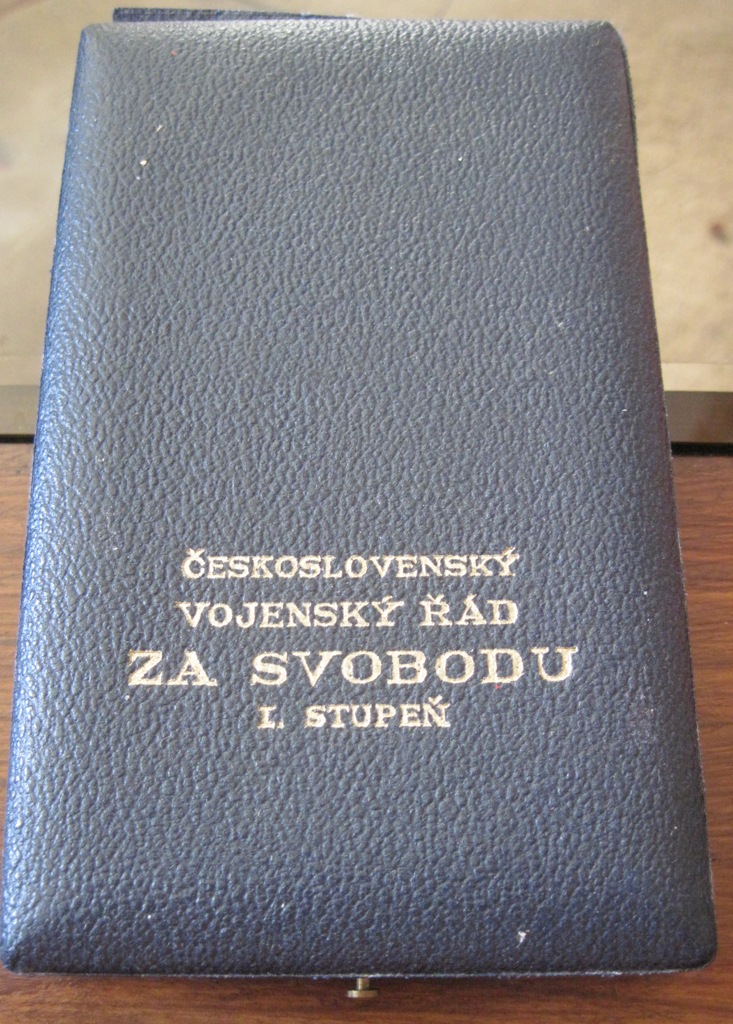 ČESKOSLOVENSKÝ
VOJENSKÝ ŘÁD
ZA SVOBODU
I. STUPEŇ